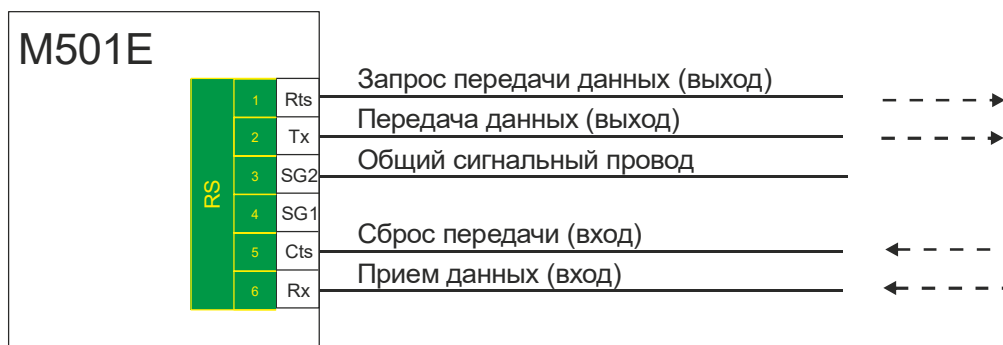 M501E
RS
1 Rts Запрос передачи данных (выход)
2 Tx Передача данных (выход)
3 SG2 Общий сигнальный провод
4 SG1
5 Cts Сброс передачи (вход)
6 Rx Прием данных (вход)